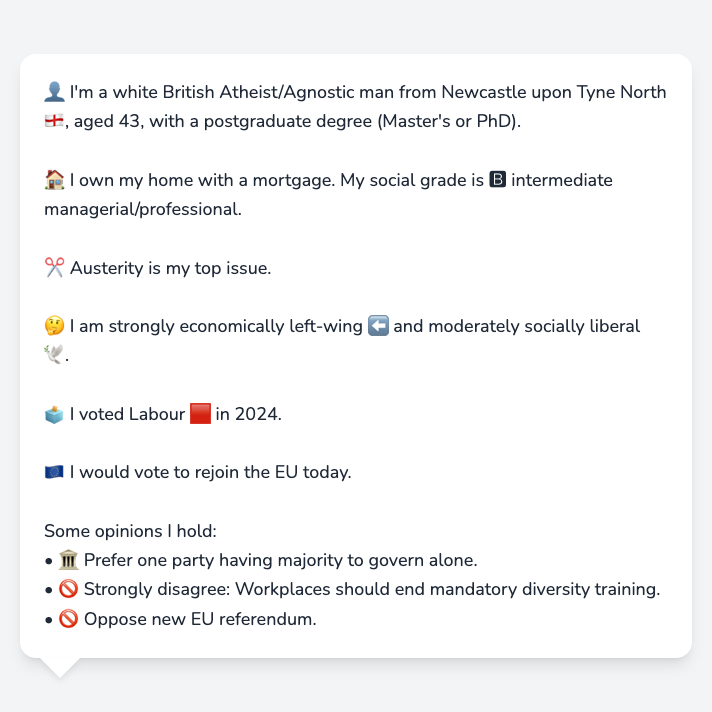 👤 I'm a white British Atheist/Agnostic man from Newcastle upon Tyne North
🏴󠁧󠁢󠁥󠁮󠁧󠁿, aged 43, with a postgraduate degree (Master's or PhD).
🏠 I own my home with a mortgage. My social grade is 🅱 intermediate
managerial/professional.
✂️ Austerity is my top issue.
🤔 I am strongly economically left-wing ⬅️ and moderately socially liberal
🕊️.
🗳️ I voted Labour 🟥 in 2024.
🇪🇺 I would vote to rejoin the EU today.
Some opinions I hold:
• 🏛️ Prefer one party having majority to govern alone.
• 🚫 Strongly disagree: Workplaces should end mandatory diversity training.
• 🚫 Oppose new EU referendum.